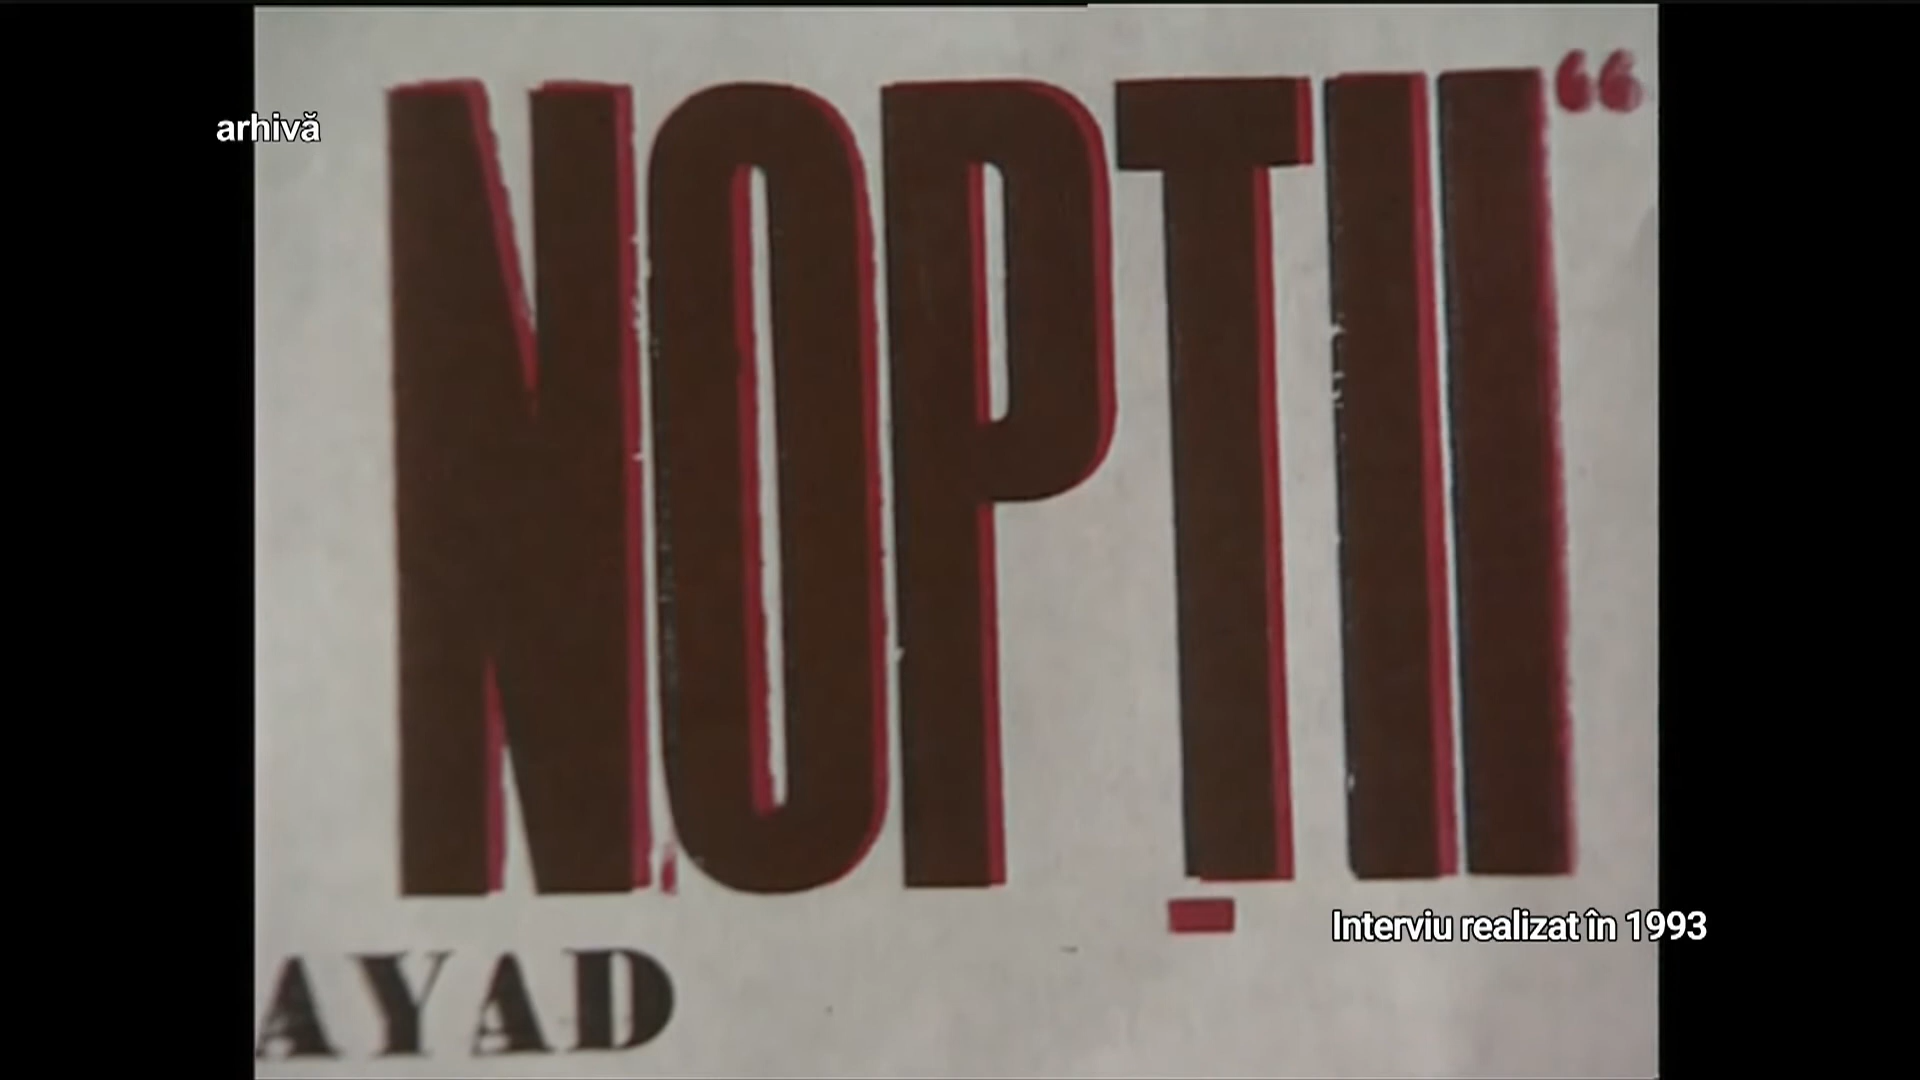 arhivă
NOPȚII“
Interviu realizat în 1993
AYAD